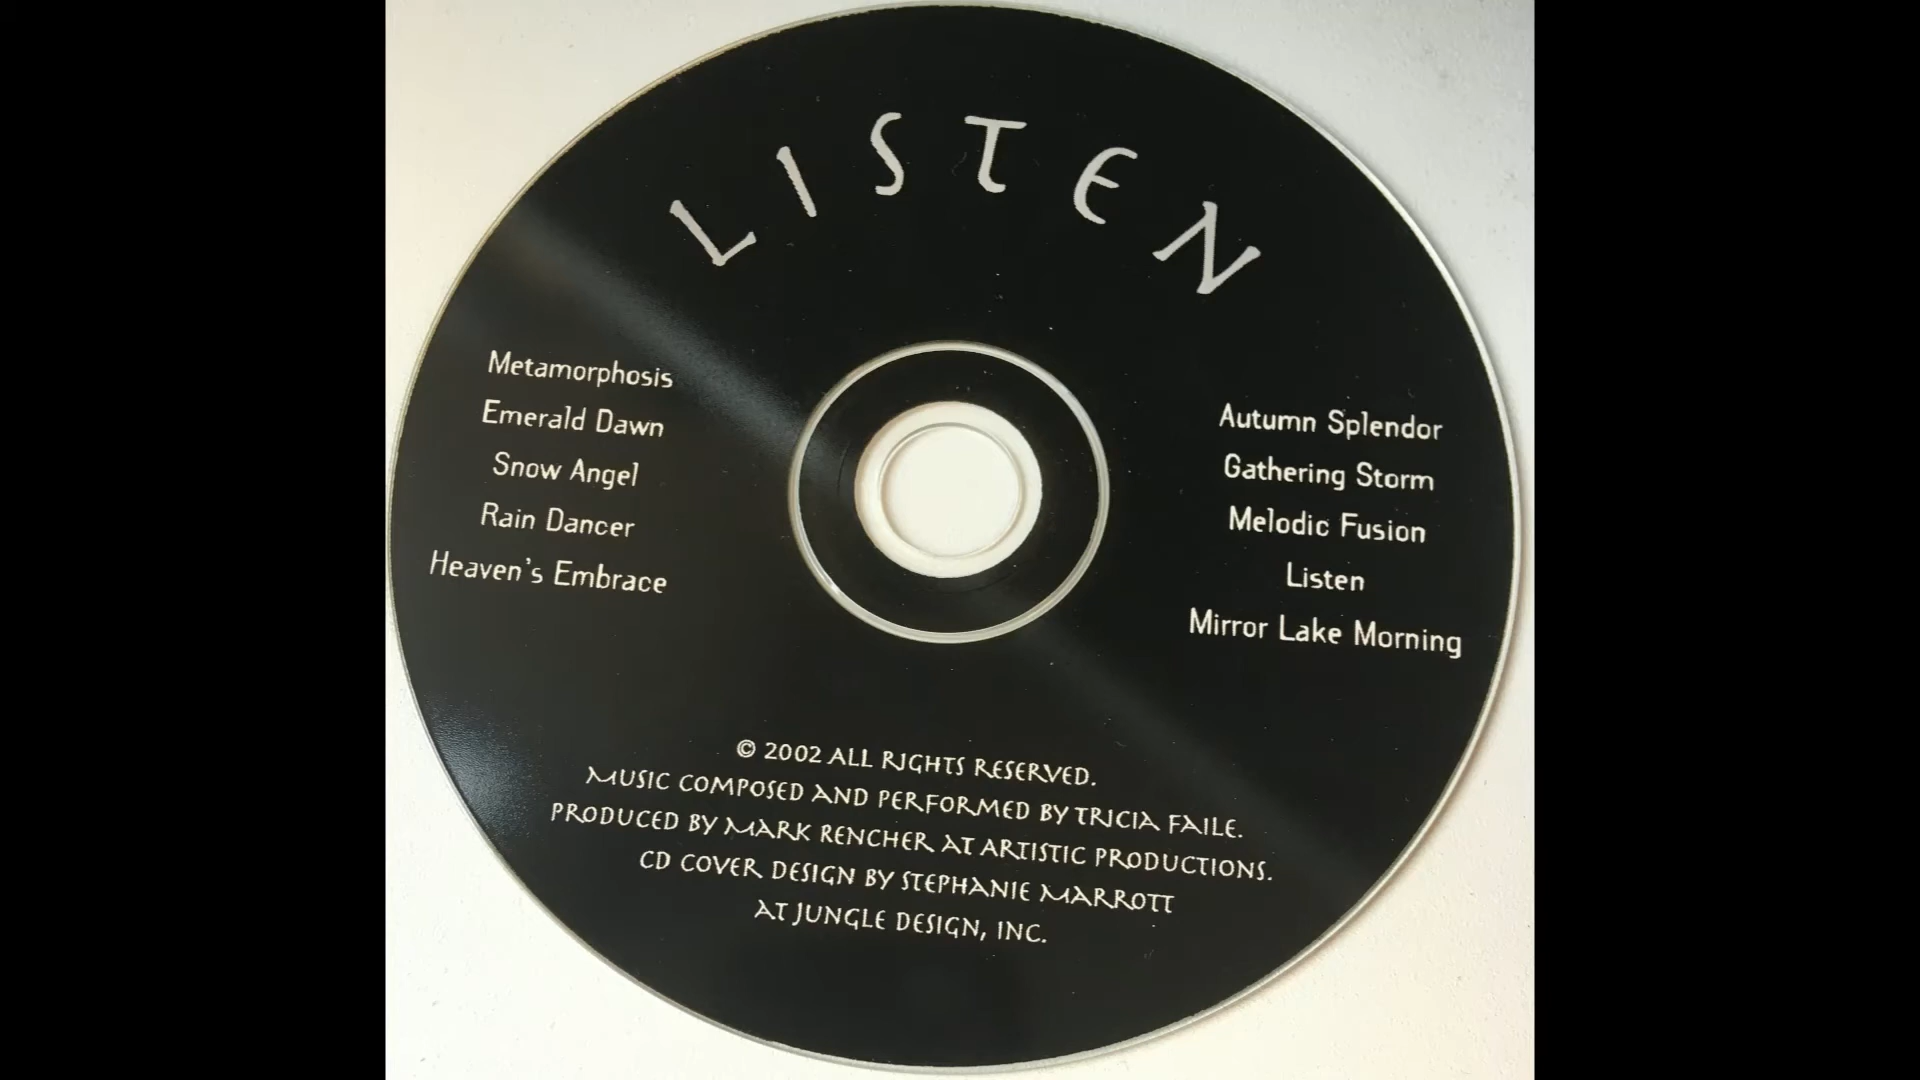 LISTEN
Metamorphosis
Emerald Dawn
Snow Angel
Rain Dancer
Heaven's Embrace
Autumn Splendor
Gathering Storm
Melodic Fusion
Listen
Mirror Lake Morning
© 2002 ALL RIGHTS RESERVED.
MUSIC COMPOSED AND PERFORMED BY TRICIA FAILE.
PRODUCED BY MARK RENCHER AT ARTISTIC PRODUCTIONS.
CD COVER DESIGN BY STEPHANIE MARROTT
AT JUNGLE DESIGN, INC.